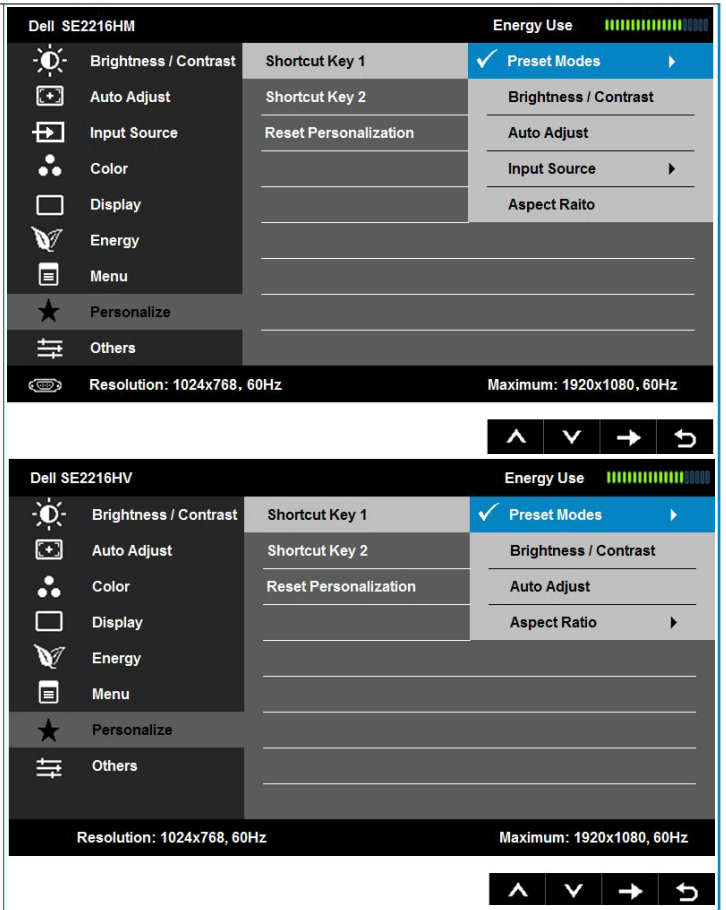 Dell SE2216HM Energy Use
Brightness / Contrast Shortcut Key 1 Preset Modes
Auto Adjust Shortcut Key 2 Brightness / Contrast
Input Source Reset Personalization Auto Adjust
Color Input Source
Display Aspect Raito
Energy
Menu
Personalize
Others
Resolution: 1024x768, 60Hz Maximum: 1920x1080, 60Hz
Dell SE2216HV Energy Use
Brightness / Contrast Shortcut Key 1 Preset Modes
Auto Adjust Shortcut Key 2 Brightness / Contrast
Color Reset Personalization Auto Adjust
Display Aspect Ratio
Energy
Menu
Personalize
Others
Resolution: 1024x768, 60Hz Maximum: 1920x1080, 60Hz